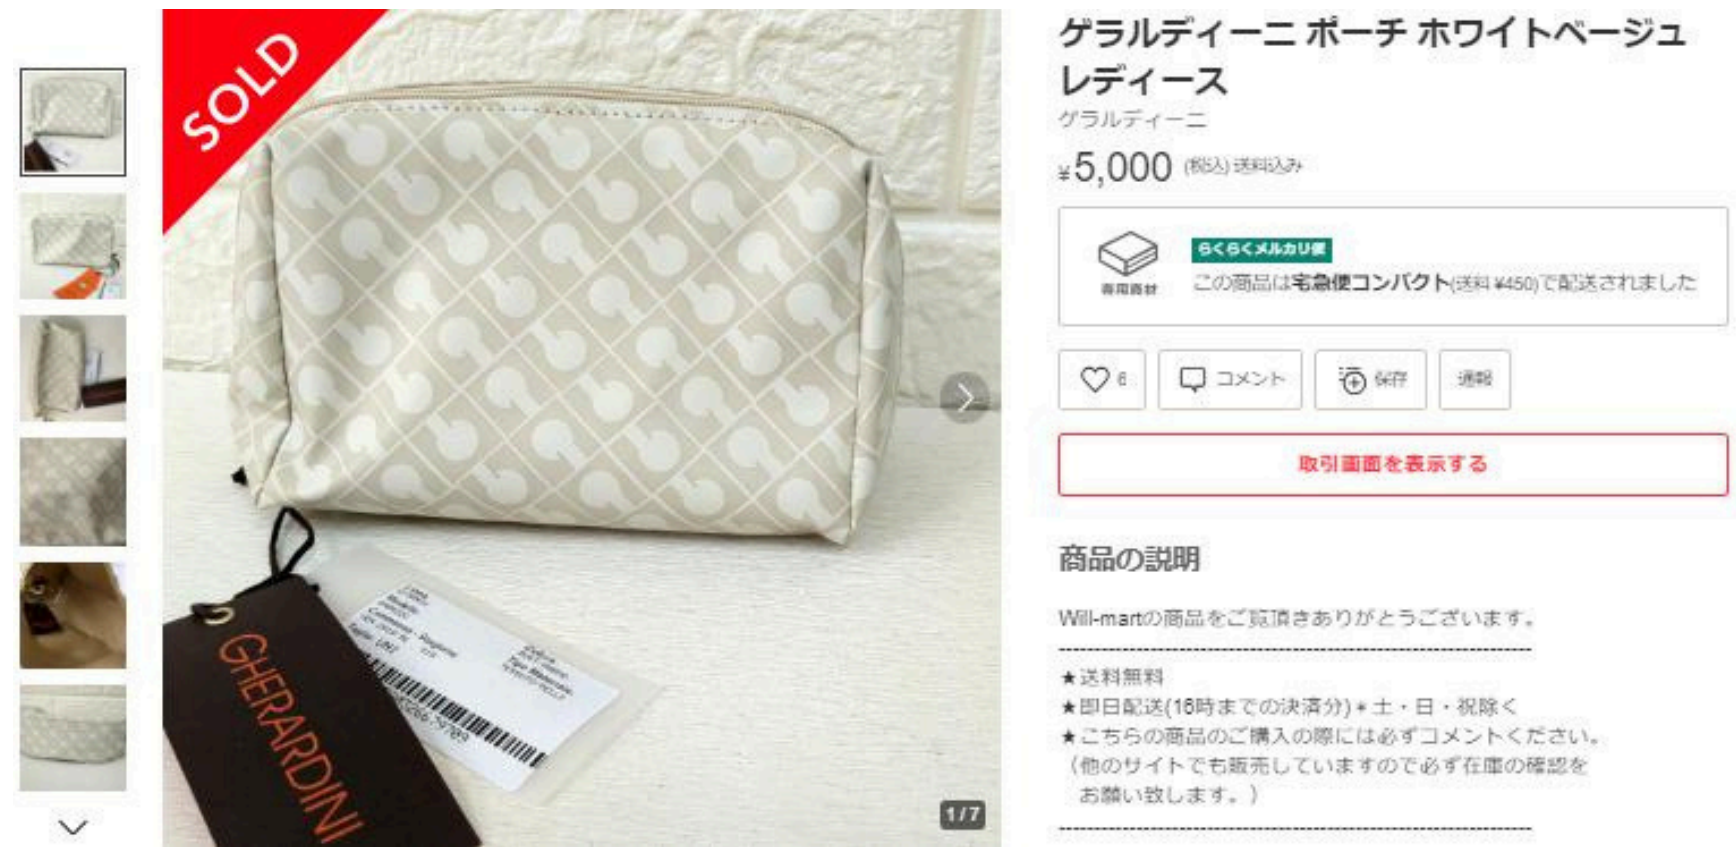 SOLD
GHERARDINI
1/7
ゲラルディーニ ポーチ ホワイトベージュ
レディース
ゲラルディーニ
¥5,000 (税込) 送料込み
らくらくメルカリ便
専用資材
この商品は宅急便コンパクト(送料 ¥450)で配送されました
6
コメント
保存
通報
取引画面を表示する
商品の説明
Will-martの商品をご覧頂きありがとうございます。
★送料無料
★即日配送(16時までの決済分)*土・日・祝除く
★こちらの商品のご購入の際には必ずコメントください。
（他のサイトでも販売していますので必ず在庫の確認を
お願い致します。）